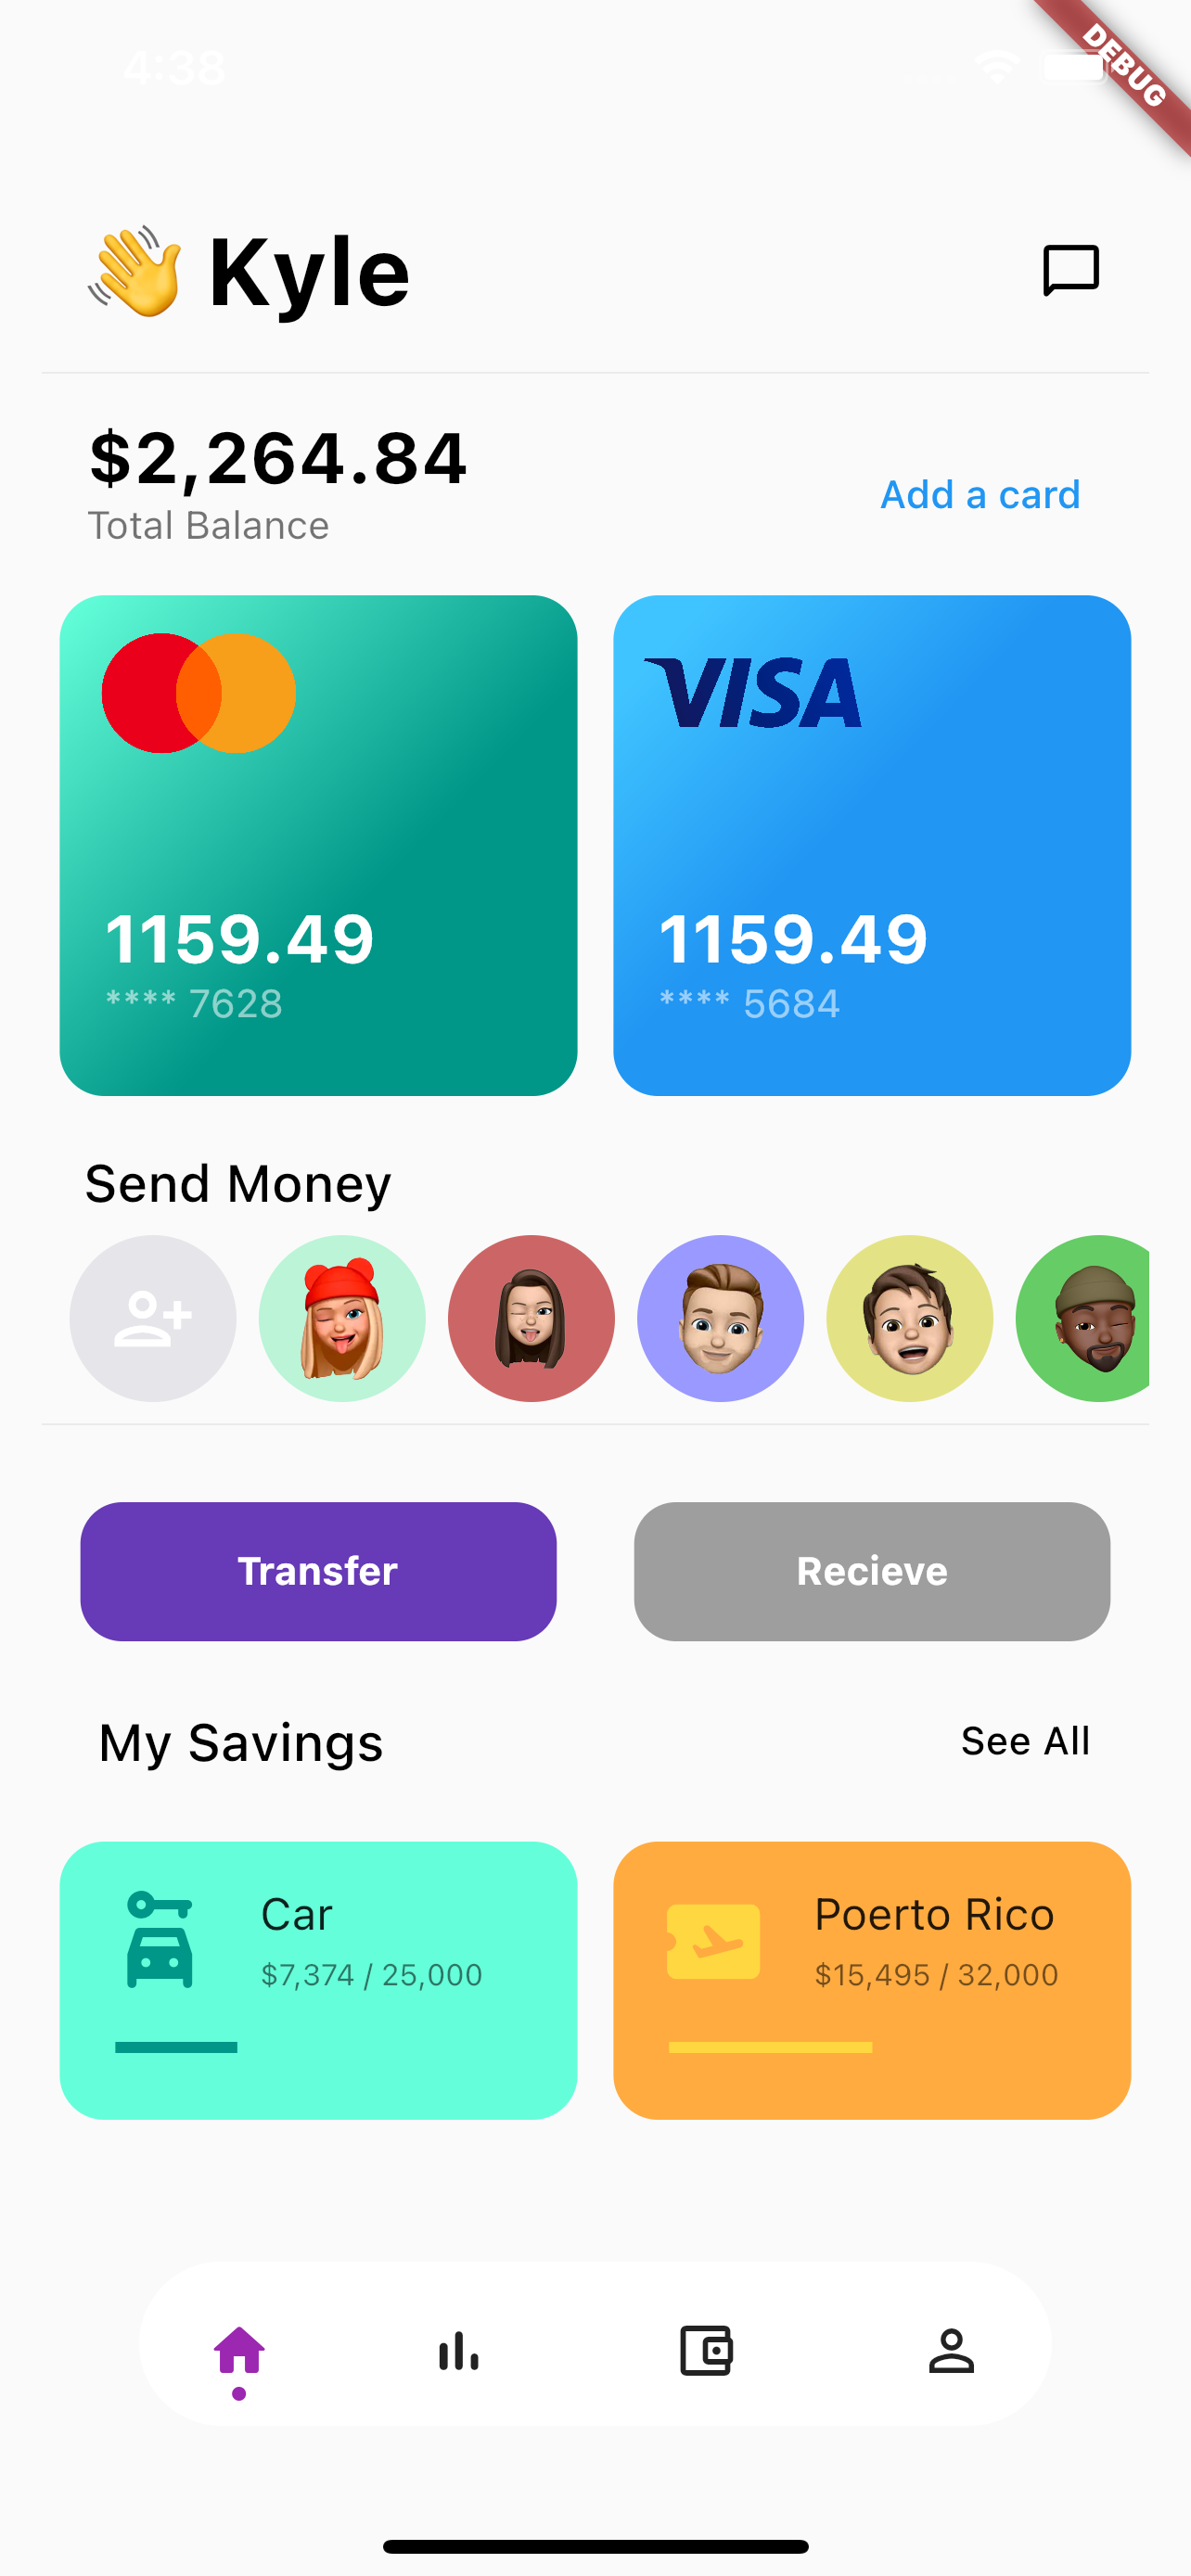 4:38
DEBUG
👋 Kyle
$2,264.84
Total Balance
Add a card
VISA
1159.49
**** 7628
1159.49
**** 5684
Send Money
Transfer
Recieve
My Savings
See All
Car
$7,374 / 25,000
Poerto Rico
$15,495 / 32,000